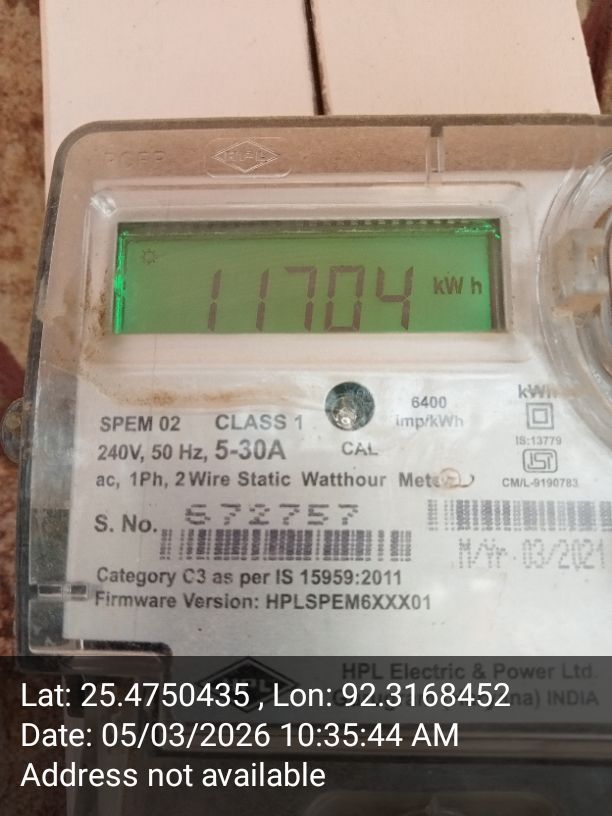 HPL
11704 kWh
SPEM 02 CLASS 1
6400 imp/kWh
kWh
240V, 50 Hz, 5-30A
CAL
IS:13779
ISI
ac, 1Ph, 2 Wire Static Watthour
CM/L-9190783
S. No. 672757
M/Yr 03/2021
Category C3 as per IS 15959:2011
Firmware Version: HPLSPEM6XXX01
HPL Electric & Power Ltd.
INDIA
Lat: 25.4750435 , Lon: 92.3168452
Date: 05/03/2026 10:35:44 AM
Address not available